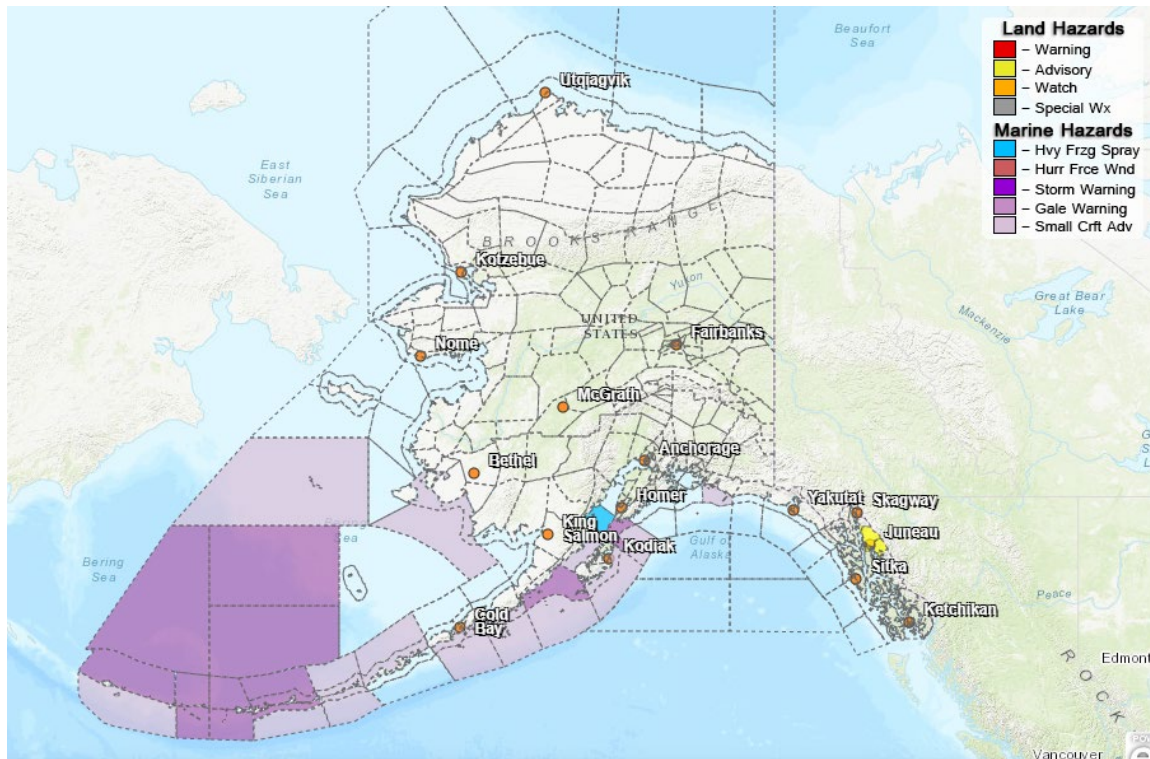 Beaufort
Sea
Land Hazards
– Warning
– Advisory
– Watch
– Special Wx
Marine Hazards
– Hvy Frzg Spray
– Hurr Frce Wnd
– Storm Warning
– Gale Warning
– Small Crft Adv
Utqiagvik
East
Siberian
Sea
BROOKS RANGE
Kotzebue
Yukon
Great Bear
Lake
Mackenzie
UNITED
STATES
Fairbanks
Nome
McGrath
Anchorage
Bethel
Homer
Yakutat
Skagway
King
Salmon
Juneau
Sea
Kodiak
Gulf of
Alaska
Bering
Sea
Sitka
Peace
Cold
Bay
Ketchikan
Edmont
ROCK
Vancouver